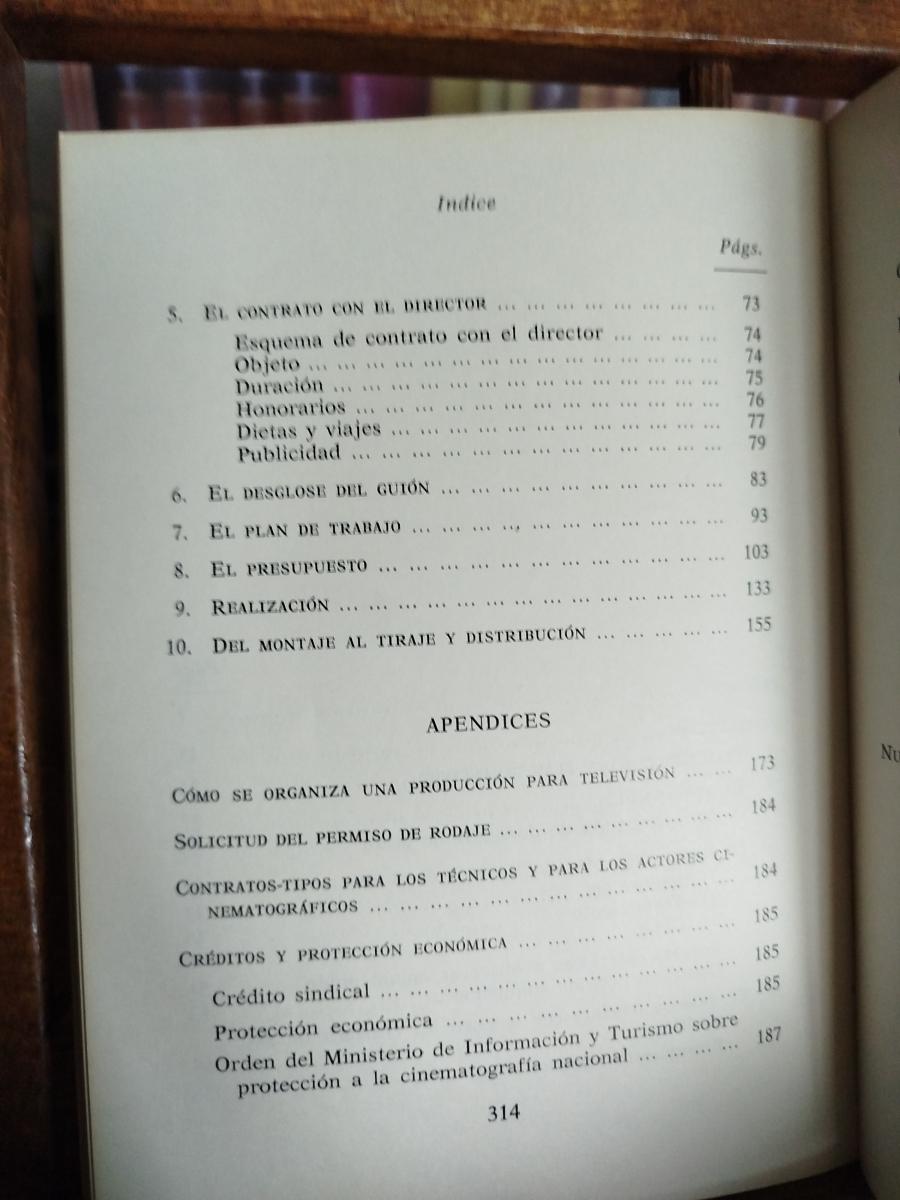 Indice
Págs.
5. EL CONTRATO CON EL DIRECTOR ... ... ... ... ... ... ... ... 73
Esquema de contrato con el director ... ... ... ... 74
Objeto ... ... ... ... ... ... ... ... ... ... ... ... ... ... 74
Duración ... ... ... ... ... ... ... ... ... ... ... ... ... 75
Honorarios ... ... ... ... ... ... ... ... ... ... ... ... 76
Dietas y viajes ... ... ... ... ... ... ... ... ... ... ... 77
Publicidad ... ... ... ... ... ... ... ... ... ... ... ... 79
6. EL DESGLOSE DEL GUIÓN ... ... ... ... ... ... ... ... ... ... 83
7. EL PLAN DE TRABAJO ... ... ... ... ... ... ... ... ... ... ... 93
8. EL PRESUPUESTO ... ... ... ... ... ... ... ... ... ... ... ... 103
9. REALIZACIÓN ... ... ... ... ... ... ... ... ... ... ... ... ... 133
10. DEL MONTAJE AL TIRAJE Y DISTRIBUCIÓN ... ... ... ... ... 155
APENDICES
CÓMO SE ORGANIZA UNA PRODUCCIÓN PARA TELEVISIÓN ... ... 173
SOLICITUD DEL PERMISO DE RODAJE ... ... ... ... ... ... ... ... 184
CONTRATOS-TIPOS PARA LOS TÉCNICOS Y PARA LOS ACTORES CI-
NEMATOGRÁFICOS ... ... ... ... ... ... ... ... ... ... ... ... 184
CRÉDITOS Y PROTECCIÓN ECONÓMICA ... ... ... ... ... ... ... 185
Crédito sindical ... ... ... ... ... ... ... ... ... ... ... ... 185
Protección económica ... ... ... ... ... ... ... ... ... ... 185
Orden del Ministerio de Información y Turismo sobre
protección a la cinematografía nacional ... ... ... ... 187
314